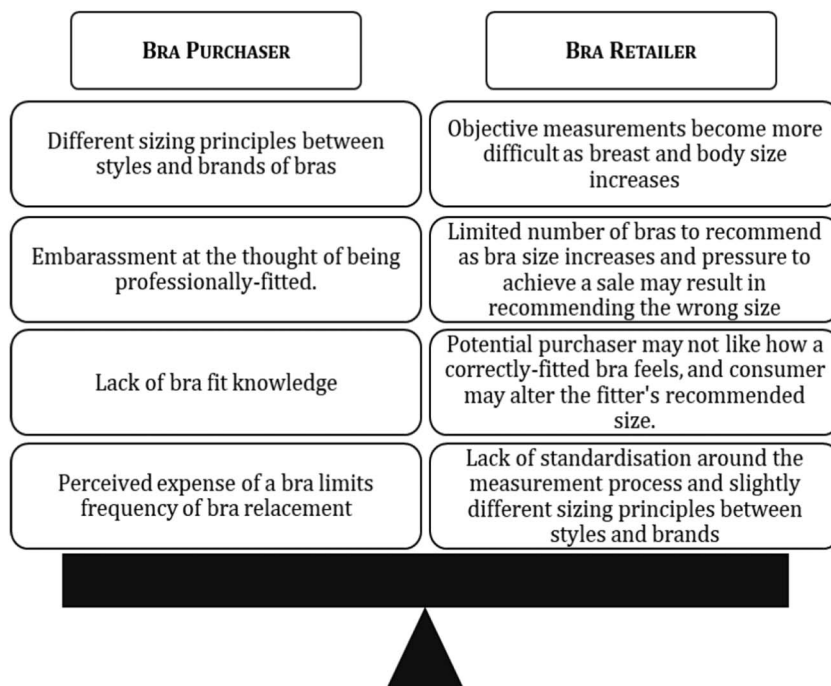 BRA PURCHASER
BRA RETAILER
Different sizing principles between
styles and brands of bras
Objective measurements become more
difficult as breast and body size
increases
Embarassment at the thought of being
professionally-fitted.
Limited number of bras to recommend
as bra size increases and pressure to
achieve a sale may result in
recommending the wrong size
Lack of bra fit knowledge
Potential purchaser may not like how a
correctly-fitted bra feels, and consumer
may alter the fitter's recommended
size.
Perceived expense of a bra limits
frequency of bra relacement
Lack of standardisation around the
measurement process and slightly
different sizing principles between
styles and brands